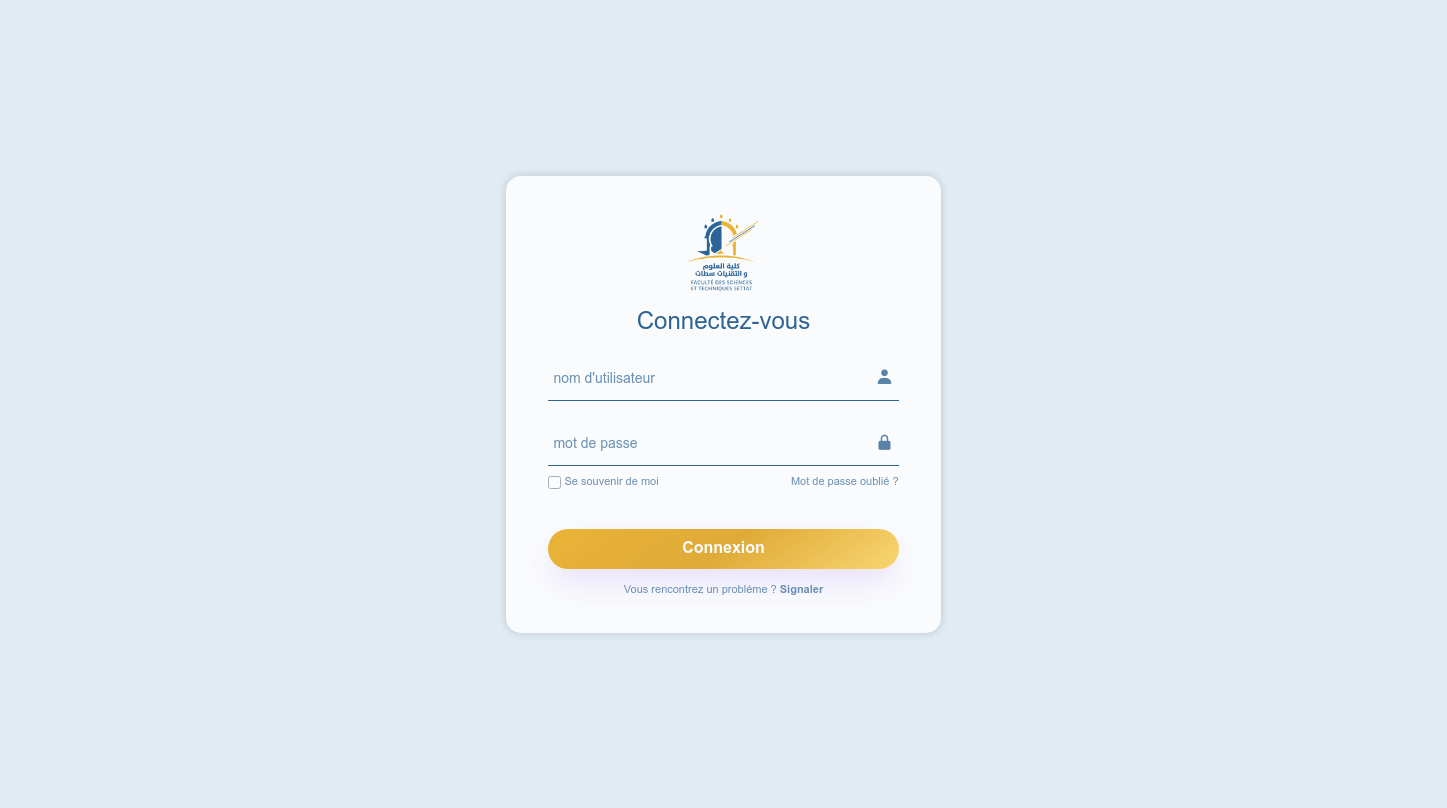 كلية العلوم
و التقنيات سطات
FACULTÉ DES SCIENCES
ET TECHNIQUES SETTAT
Connectez-vous
nom d'utilisateur
mot de passe
Se souvenir de moi
Mot de passe oublié ?
Connexion
Vous rencontrez un probléme ? Signaler